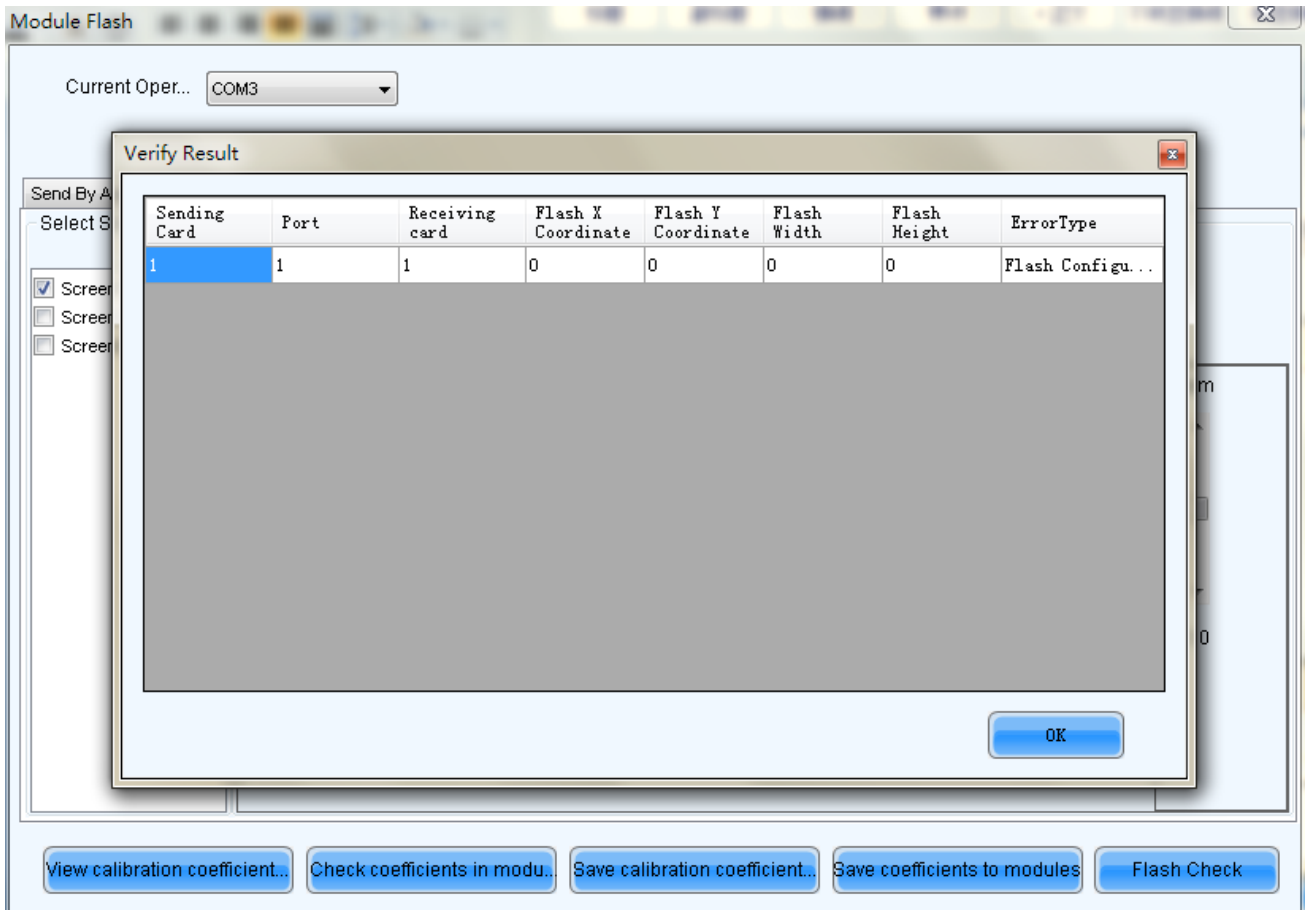 Module Flash
Current Oper... COM3
Verify Result
Send By A
Select S
Screen
Screen
Screen
Sending Card Port Receiving card Flash X Coordinate Flash Y Coordinate Flash Width Flash Height ErrorType
1 1 1 0 0 0 0 Flash Configu...
m
0
OK
View calibration coefficient... Check coefficients in modu... Save calibration coefficient... Save coefficients to modules Flash Check